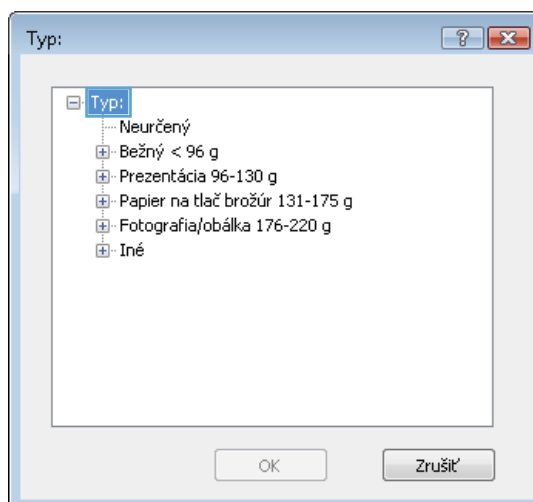 Typ:
Typ:
Neurčený
Bežný < 96 g
Prezentácia 96-130 g
Papier na tlač brožúr 131-175 g
Fotografia/obálka 176-220 g
Iné
OK
Zrušiť